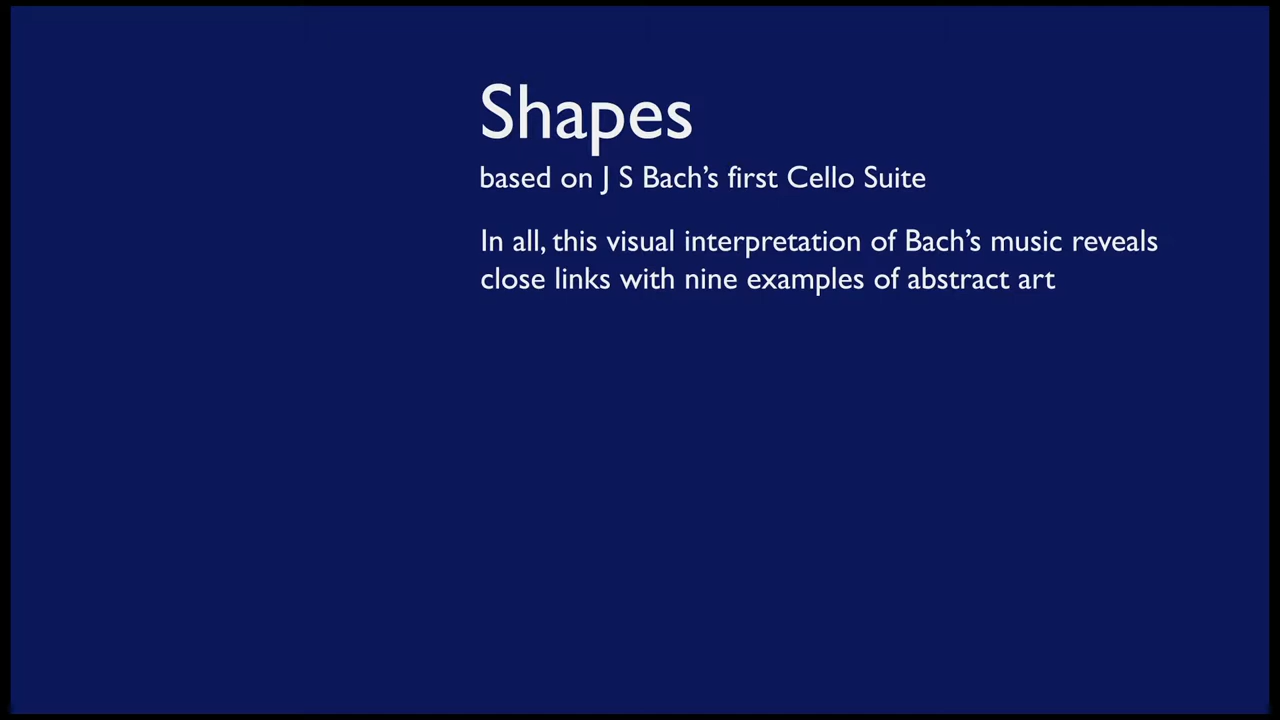 Shapes
based on J S Bach’s first Cello Suite
In all, this visual interpretation of Bach’s music reveals
close links with nine examples of abstract art